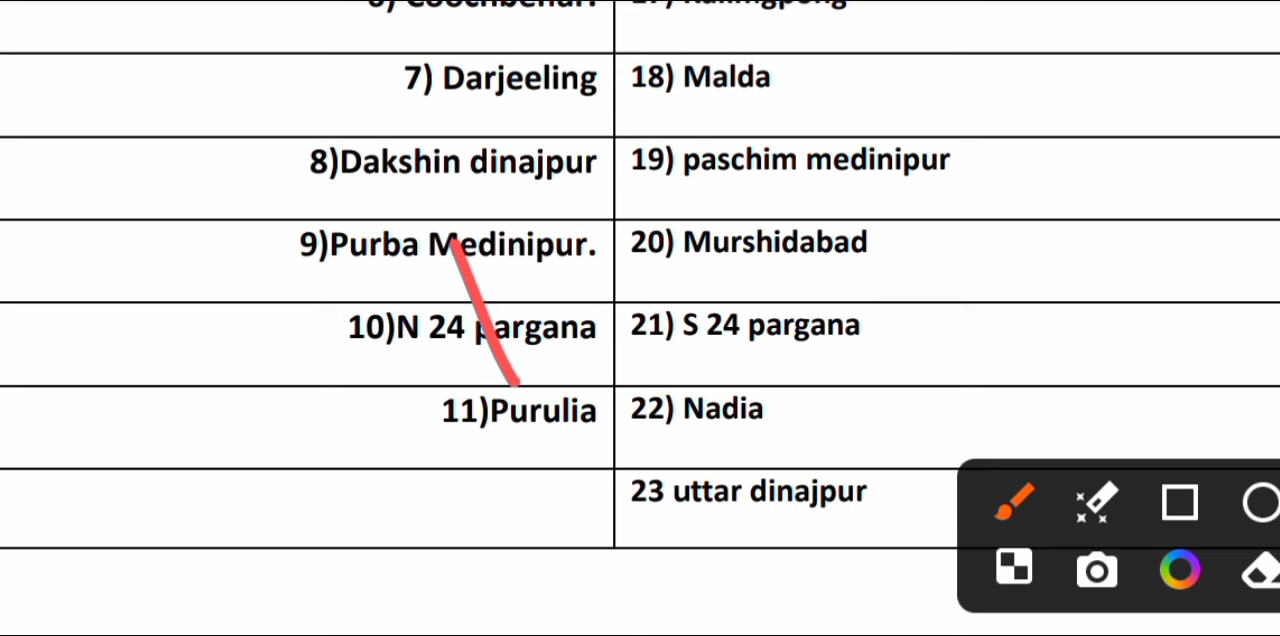 7) Darjeeling
18) Malda
8)Dakshin dinajpur
19) paschim medinipur
9)Purba Medinipur.
20) Murshidabad
10)N 24 pargana
21) S 24 pargana
11)Purulia
22) Nadia
23 uttar dinajpur